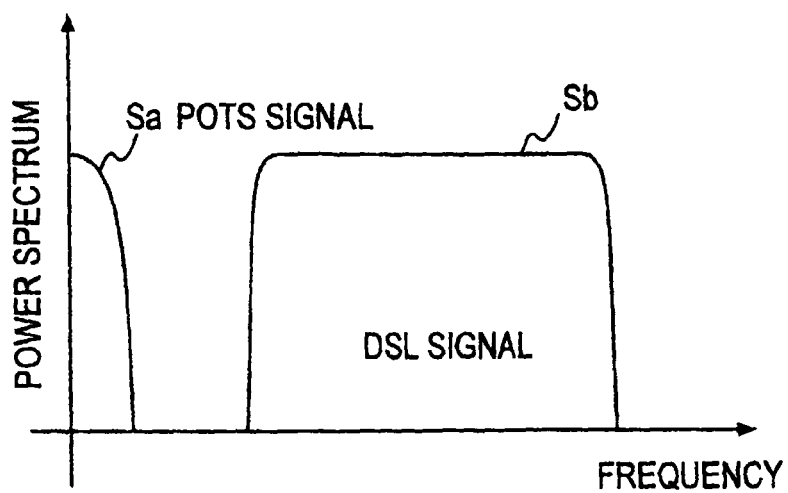 Sb
Sa POTS SIGNAL
POWER SPECTRUM
DSL SIGNAL
FREQUENCY